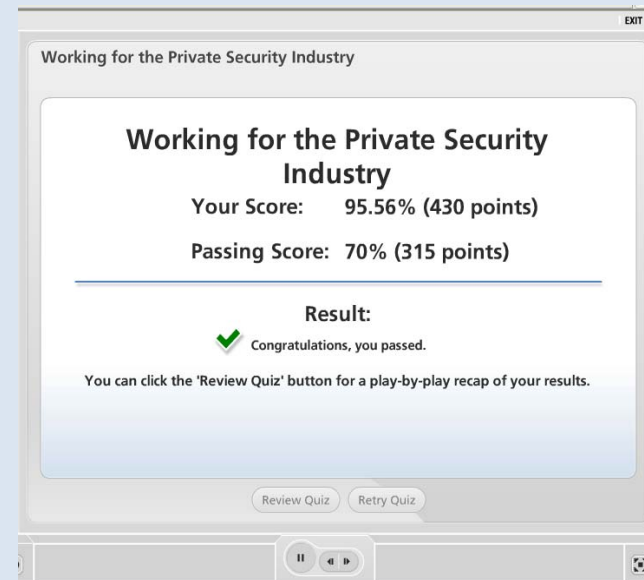 EXIT
Working for the Private Security Industry
Working for the Private Security
Industry
Your Score: 95.56% (430 points)
Passing Score: 70% (315 points)
Result:
Congratulations, you passed.
You can click the 'Review Quiz' button for a play-by-play recap of your results.
Review Quiz Retry Quiz